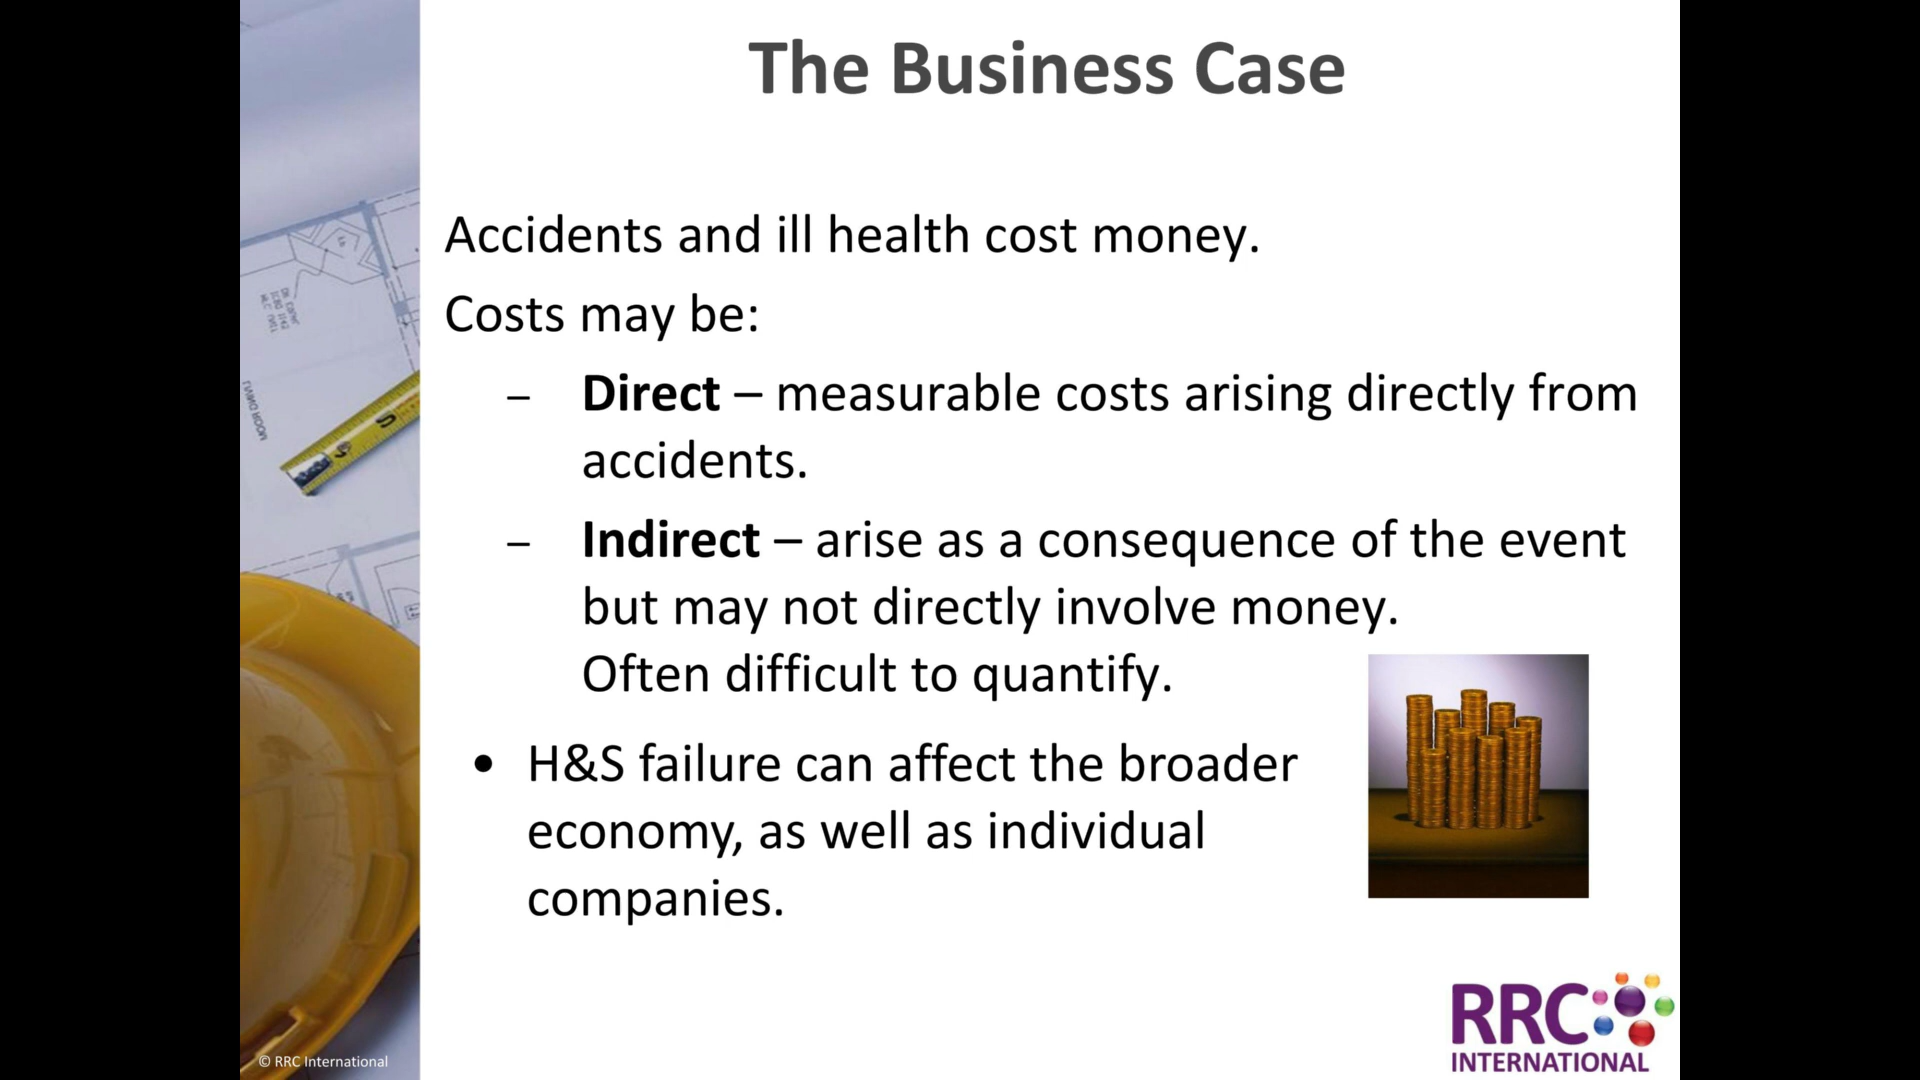 The Business Case
Accidents and ill health cost money.
Costs may be:
– Direct – measurable costs arising directly from
accidents.
– Indirect – arise as a consequence of the event
but may not directly involve money.
Often difficult to quantify.
• H&S failure can affect the broader
economy, as well as individual
companies.
© RRC International
RRC
INTERNATIONAL